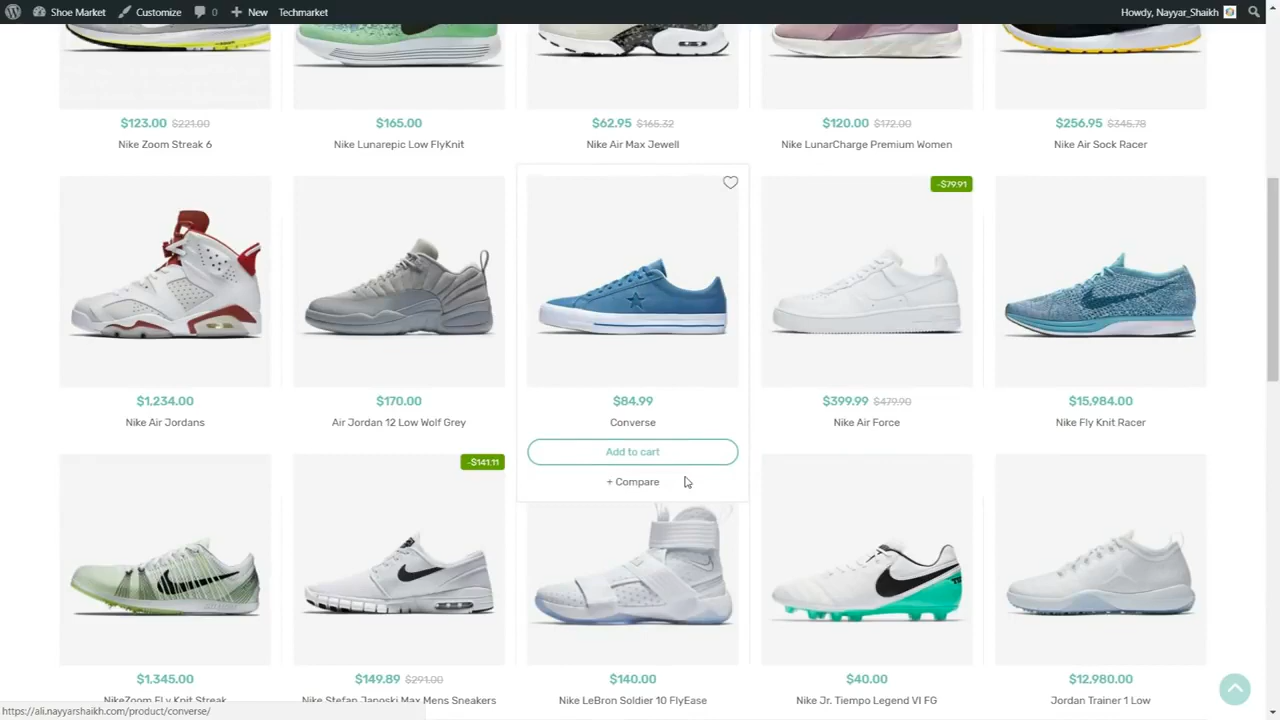 Shoe Market Customize 0 New Techmarket Howdy, Nayyar_Shaikh
$123.00 $221.00 $165.00 $62.95 $165.32 $120.00 $172.00 $256.95 $345.78
Nike Zoom Streak 6 Nike Lunarepic Low FlyKnit Nike Air Max Jewell Nike LunarCharge Premium Women Nike Air Sock Racer
-$79.91
$1,234.00 $170.00 $84.99 $399.99 $479.90 $15,984.00
Nike Air Jordans Air Jordan 12 Low Wolf Grey Converse Nike Air Force Nike Fly Knit Racer
Add to cart
-$141.11
+ Compare
$1,345.00 $149.89 $291.00 $140.00 $40.00 $12,980.00
NikeZoom FLy Knit Streak Nike Stefan Janoski Max Mens Sneakers Nike LeBron Soldier 10 FlyEase Nike Jr. Tiempo Legend VI FG Jordan Trainer 1 Low
https://ali.nayyarshaikh.com/product/converse/